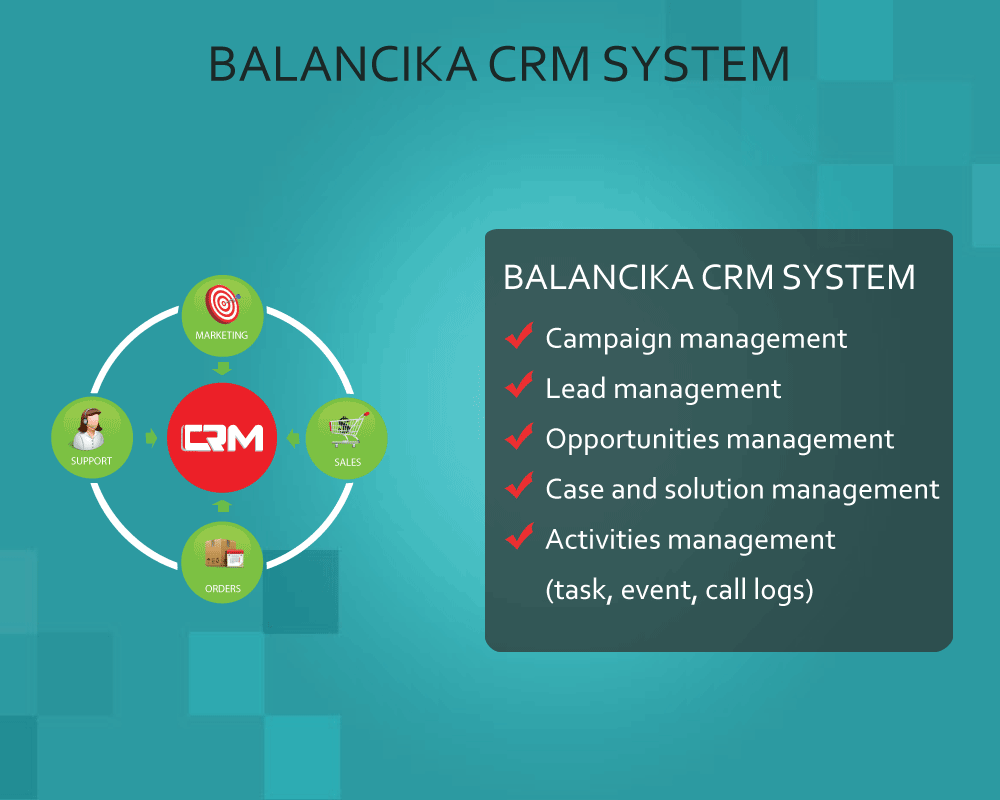 BALANCIKA CRM SYSTEM
MARKETING
SUPPORT
CRM
SALES
ORDERS
BALANCIKA CRM SYSTEM
Campaign management
Lead management
Opportunities management
Case and solution management
Activities management
(task, event, call logs)